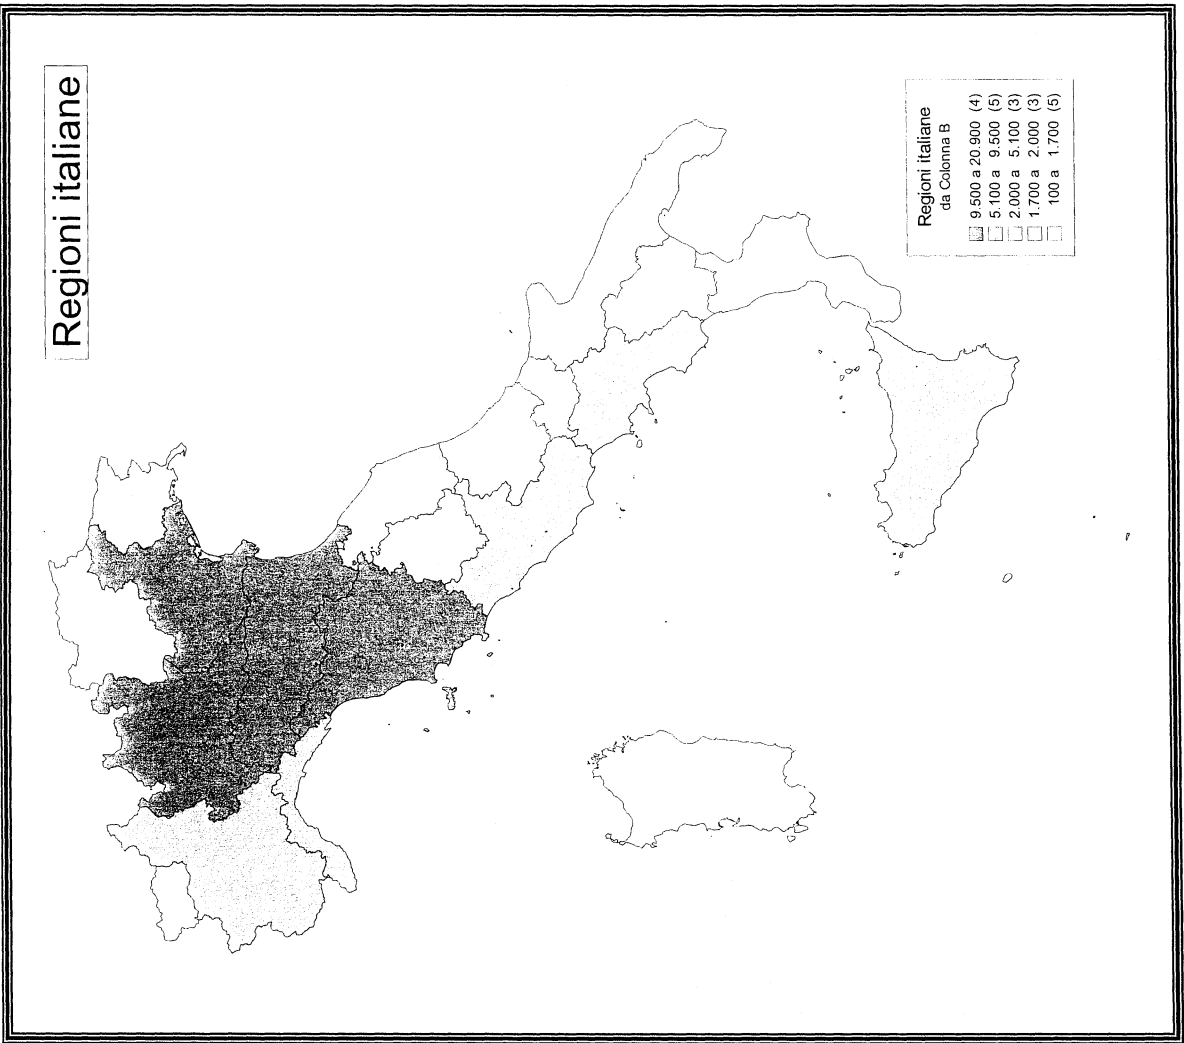 Regioni italiane
Regioni italiane
da Colonna B
9.500 a 20.900 (4)
5.100 a 9.500 (5)
2.000 a 5.100 (3)
1.700 a 2.000 (3)
100 a 1.700 (5)